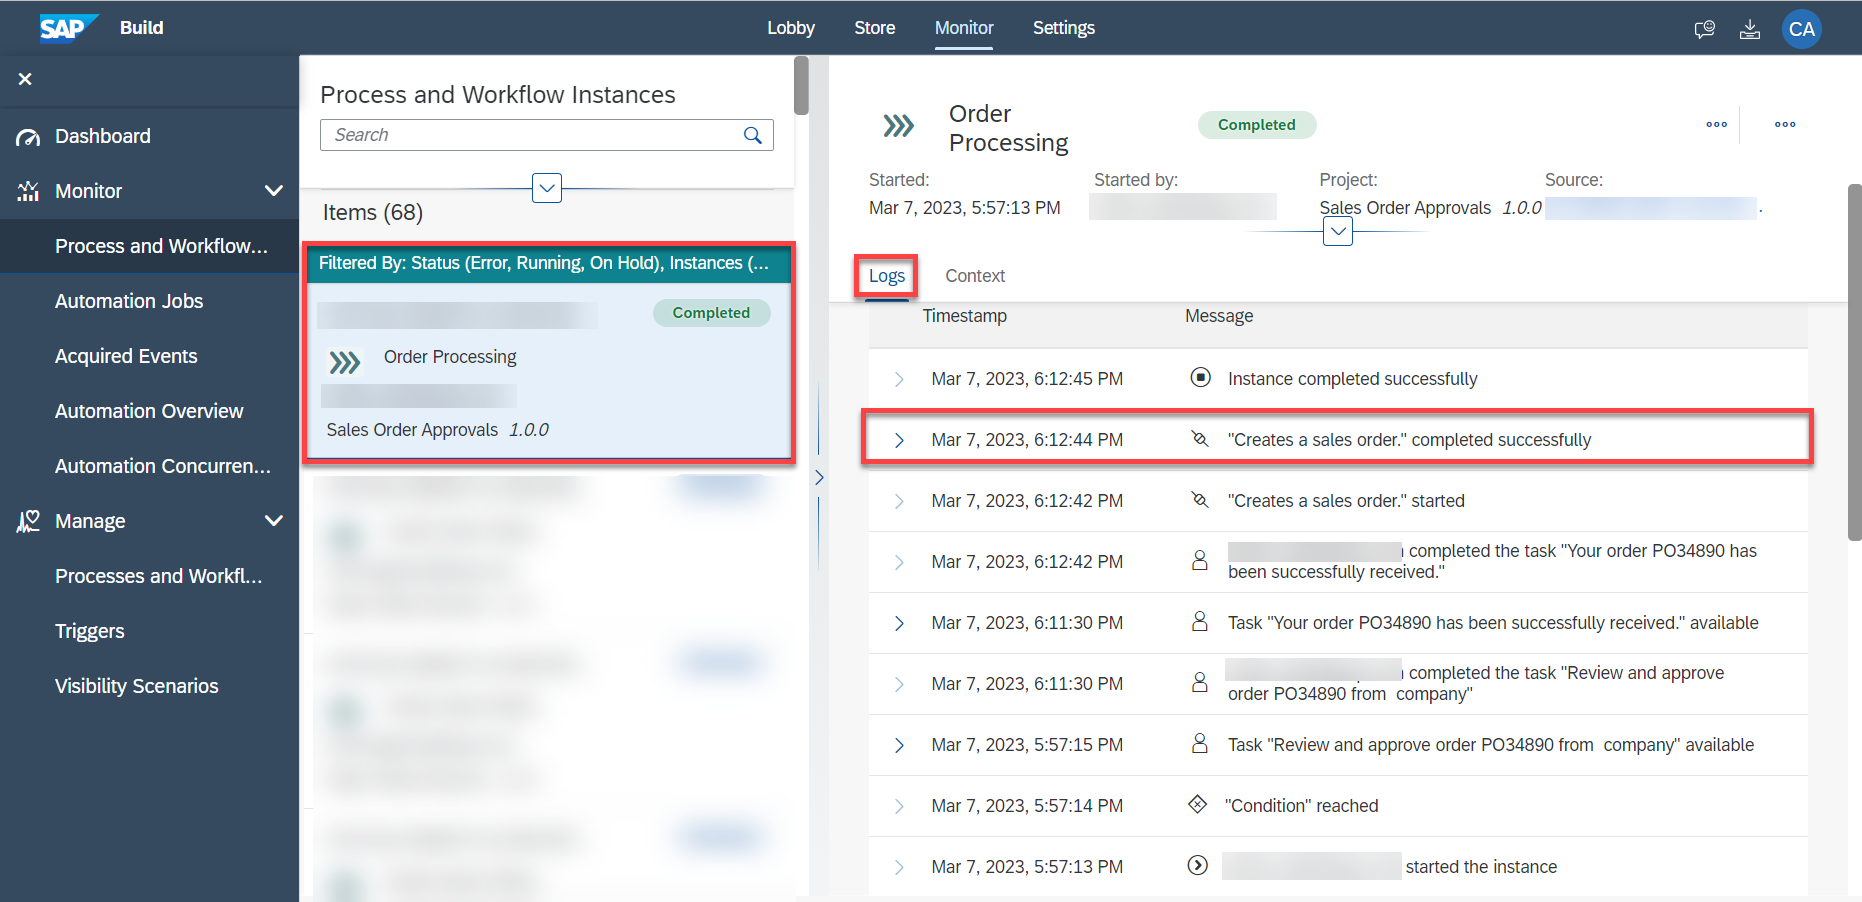 SAP Build
Lobby Store Monitor Settings
CA
Dashboard
Monitor
Process and Workflow...
Automation Jobs
Acquired Events
Automation Overview
Automation Concurren...
Manage
Processes and Workfl...
Triggers
Visibility Scenarios
Process and Workflow Instances
Search
Items (68)
Filtered By: Status (Error, Running, On Hold), Instances (...
Completed
Order Processing
Sales Order Approvals 1.0.0
Order
Processing
Completed
Started: Started by: Project: Source:
Mar 7, 2023, 5:57:13 PM Sales Order Approvals 1.0.0
Logs Context
Timestamp Message
Mar 7, 2023, 6:12:45 PM Instance completed successfully
Mar 7, 2023, 6:12:44 PM "Creates a sales order." completed successfully
Mar 7, 2023, 6:12:42 PM "Creates a sales order." started
Mar 7, 2023, 6:12:42 PM completed the task "Your order PO34890 has
been successfully received."
Mar 7, 2023, 6:11:30 PM Task "Your order PO34890 has been successfully received." available
Mar 7, 2023, 6:11:30 PM completed the task "Review and approve
order PO34890 from company"
Mar 7, 2023, 5:57:15 PM Task "Review and approve order PO34890 from company" available
Mar 7, 2023, 5:57:14 PM "Condition" reached
Mar 7, 2023, 5:57:13 PM started the instance